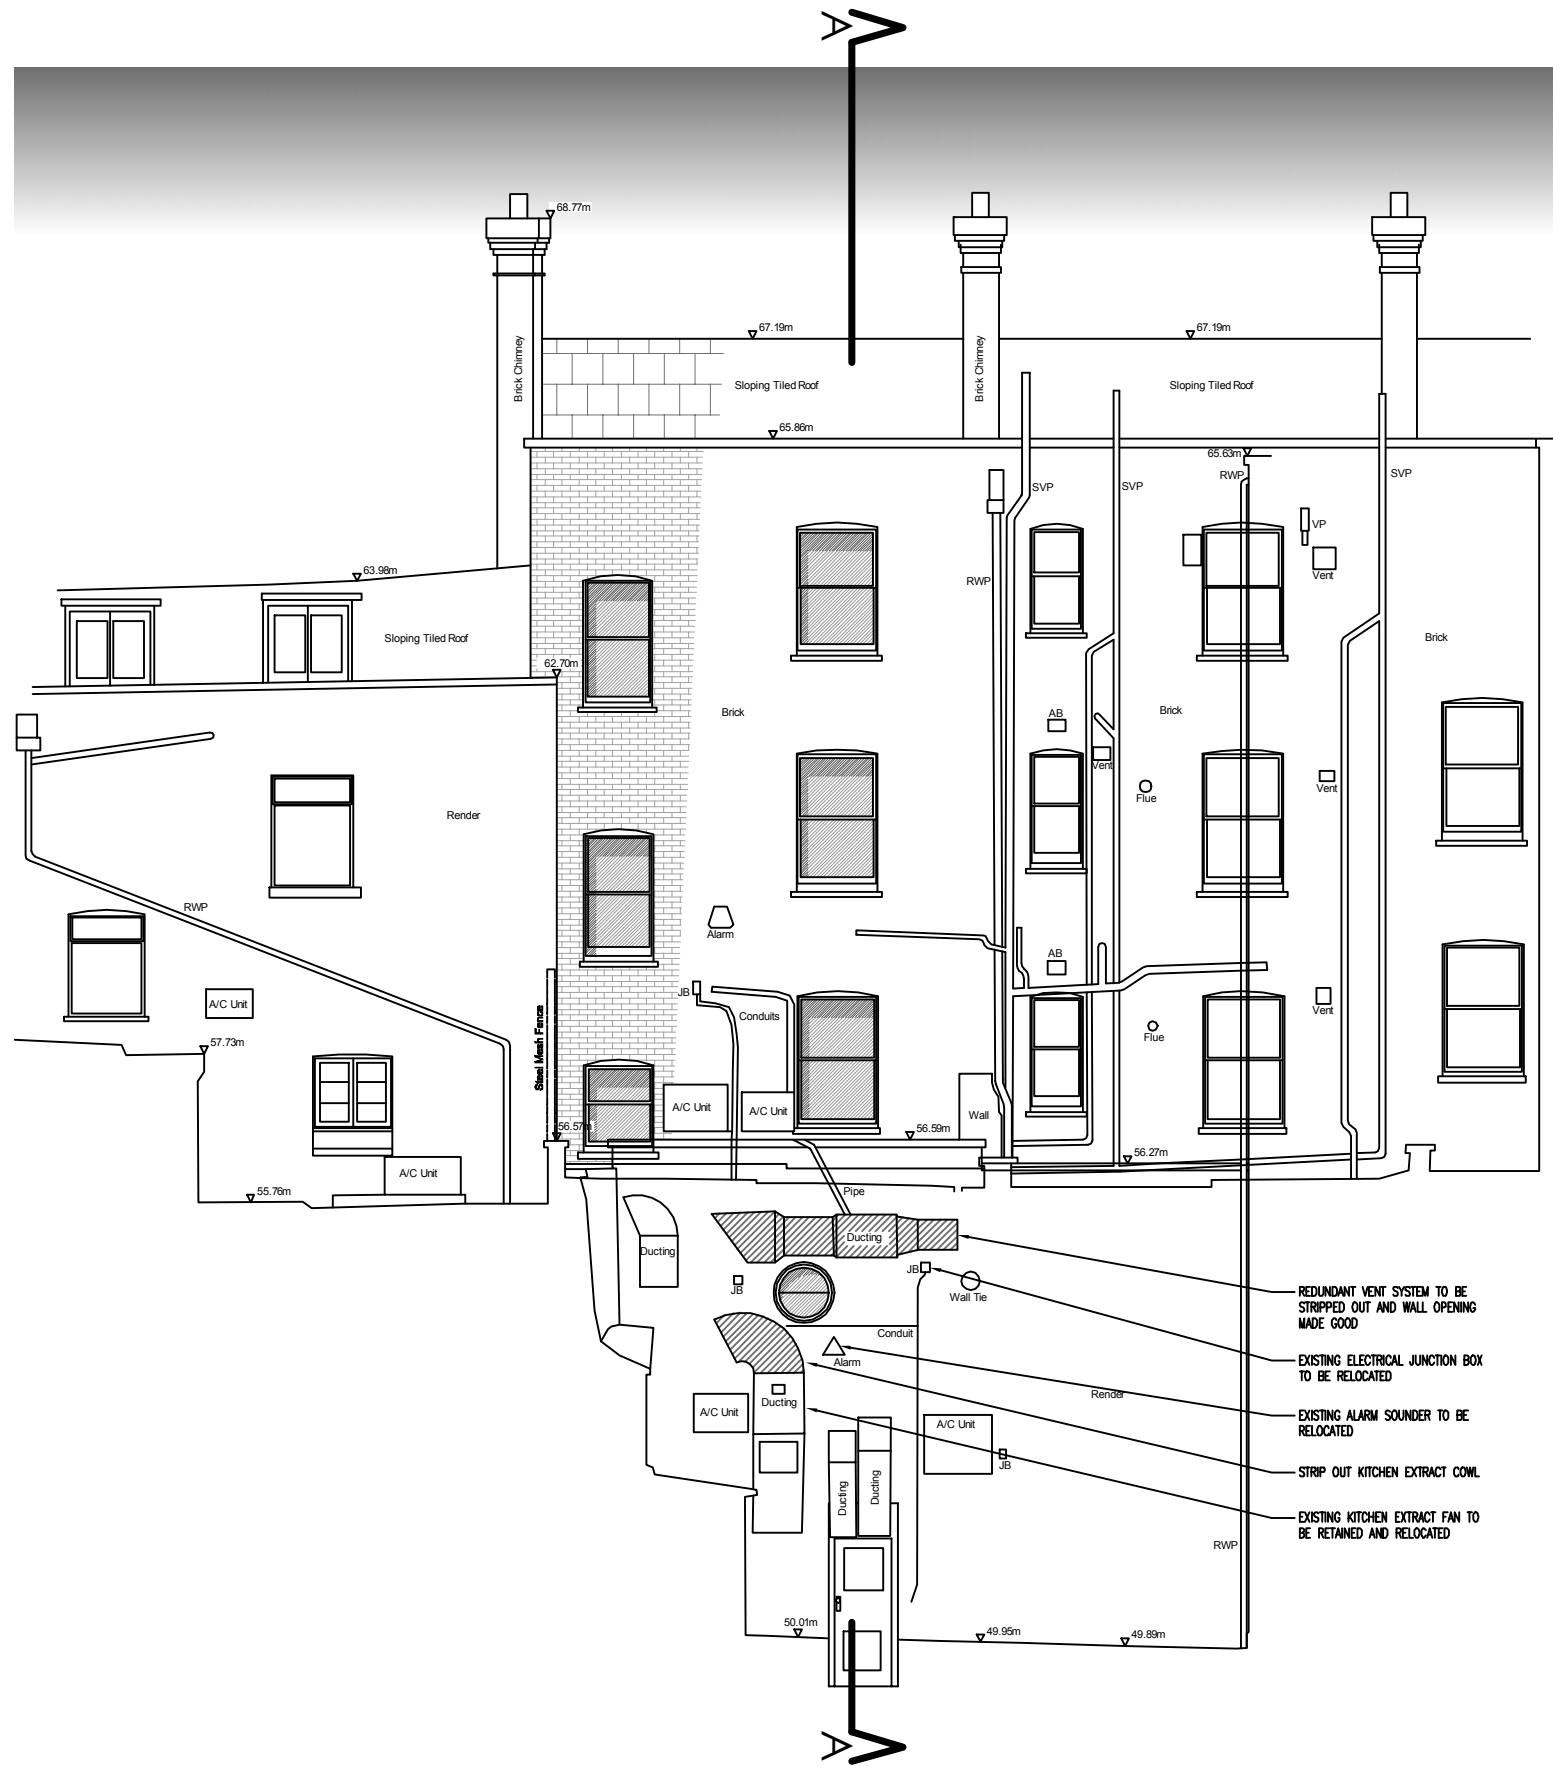 A
68.77m
67.19m
67.19m
Brick Chimney
Brick Chimney
Sloping Tiled Roof
Sloping Tiled Roof
65.86m
65.63m
RWP
SVP
SVP
SVP
VP
Vent
63.98m
RWP
Sloping Tiled Roof
Brick
62.70m
Brick
AB
Brick
Vent
Vent
Flue
Render
RWP
Alarm
AB
JB
A/C Unit
Conduits
Vent
Flue
57.73m
Steel Mesh Fence
A/C Unit
A/C Unit
Wall
56.57m
56.59m
56.27m
A/C Unit
55.76m
Pipe
Ducting
Ducting
JB
JB
Wall Tie
REDUNDANT VENT SYSTEM TO BE
STRIPPED OUT AND WALL OPENING
MADE GOOD
Conduit
Alarm
EXISTING ELECTRICAL JUNCTION BOX
TO BE RELOCATED
Render
Ducting
A/C Unit
A/C Unit
EXISTING ALARM SOUNDER TO BE
RELOCATED
JB
STRIP OUT KITCHEN EXTRACT COWL
Ducting
Ducting
EXISTING KITCHEN EXTRACT FAN TO
BE RETAINED AND RELOCATED
RWP
50.01m
49.95m
49.89m
A